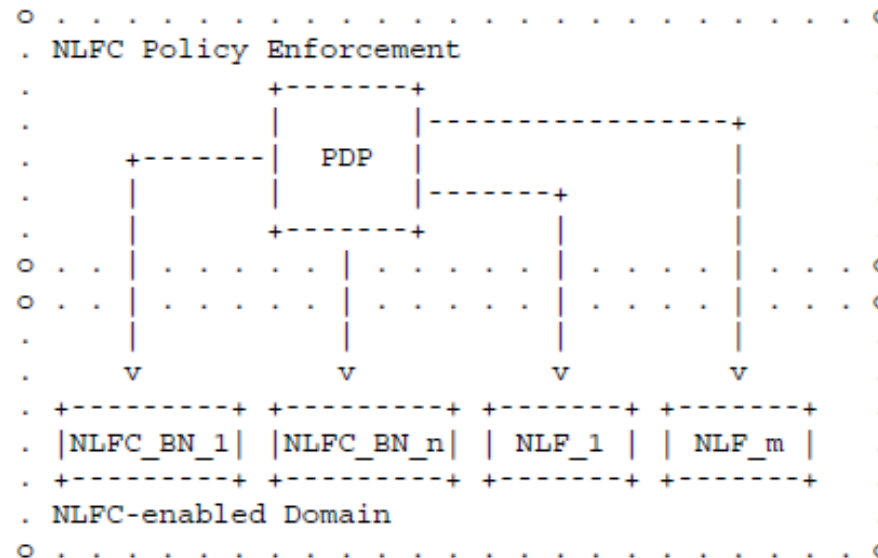 NLFC Policy Enforcement
PDP
NLFC_BN_1 NLFC_BN_n NLF_1 NLF_m
NLFC-enabled Domain